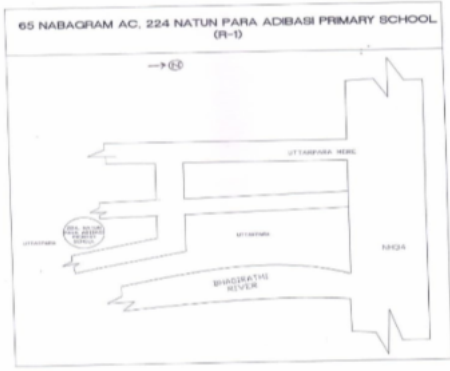 65 NABAGRAM AC, 224 NATUN PARA ADIBASI PRIMARY SCHOOL
(R-1)
N
UTTARPARA MORE
UTTARPARA
UTTARPARA
NH34
BHAGIRATHI
RIVER